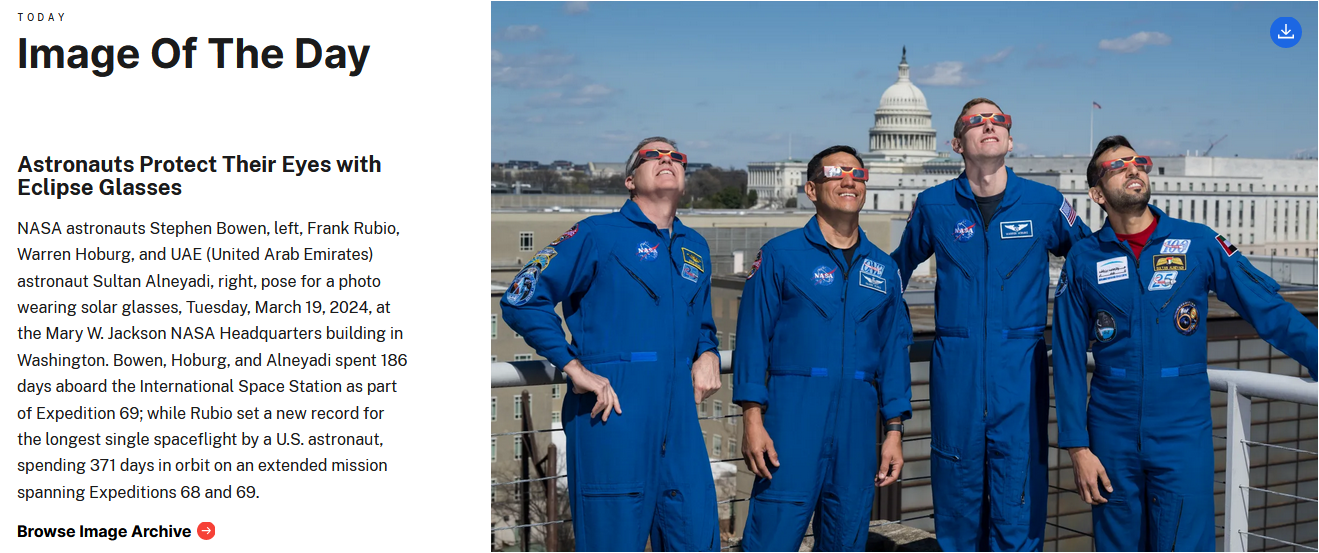 TODAY
Image Of The Day
Astronauts Protect Their Eyes with
Eclipse Glasses
NASA astronauts Stephen Bowen, left, Frank Rubio,
Warren Hoburg, and UAE (United Arab Emirates)
astronaut Sultan Alneyadi, right, pose for a photo
wearing solar glasses, Tuesday, March 19, 2024, at
the Mary W. Jackson NASA Headquarters building in
Washington. Bowen, Hoburg, and Alneyadi spent 186
days aboard the International Space Station as part
of Expedition 69; while Rubio set a new record for
the longest single spaceflight by a U.S. astronaut,
spending 371 days in orbit on an extended mission
spanning Expeditions 68 and 69.
Browse Image Archive
NASA
NASA
NASA